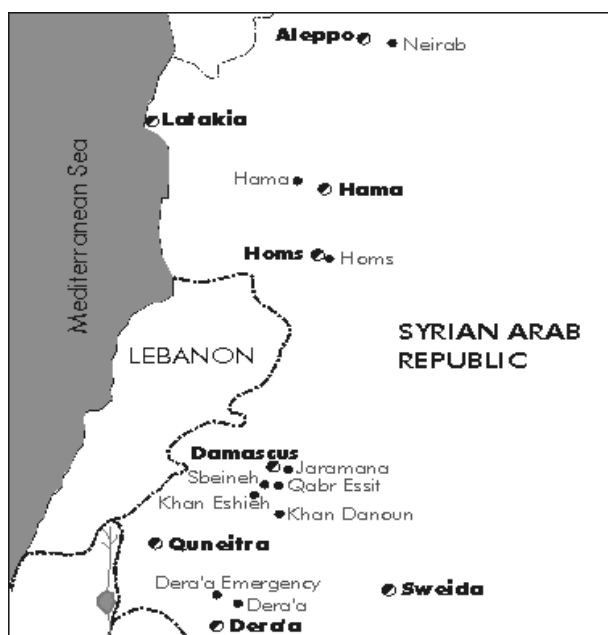 Aleppo
Neirab
Latakia
Mediterranean Sea
Hama
Hama
Homs
Homs
SYRIAN ARAB
REPUBLIC
LEBANON
Damascus
Jaramana
Sbeineh
Qabr Essit
Khan Eshieh
Khan Danoun
Quneitra
Dera'a Emergency
Sweida
Dera'a
Dera'a